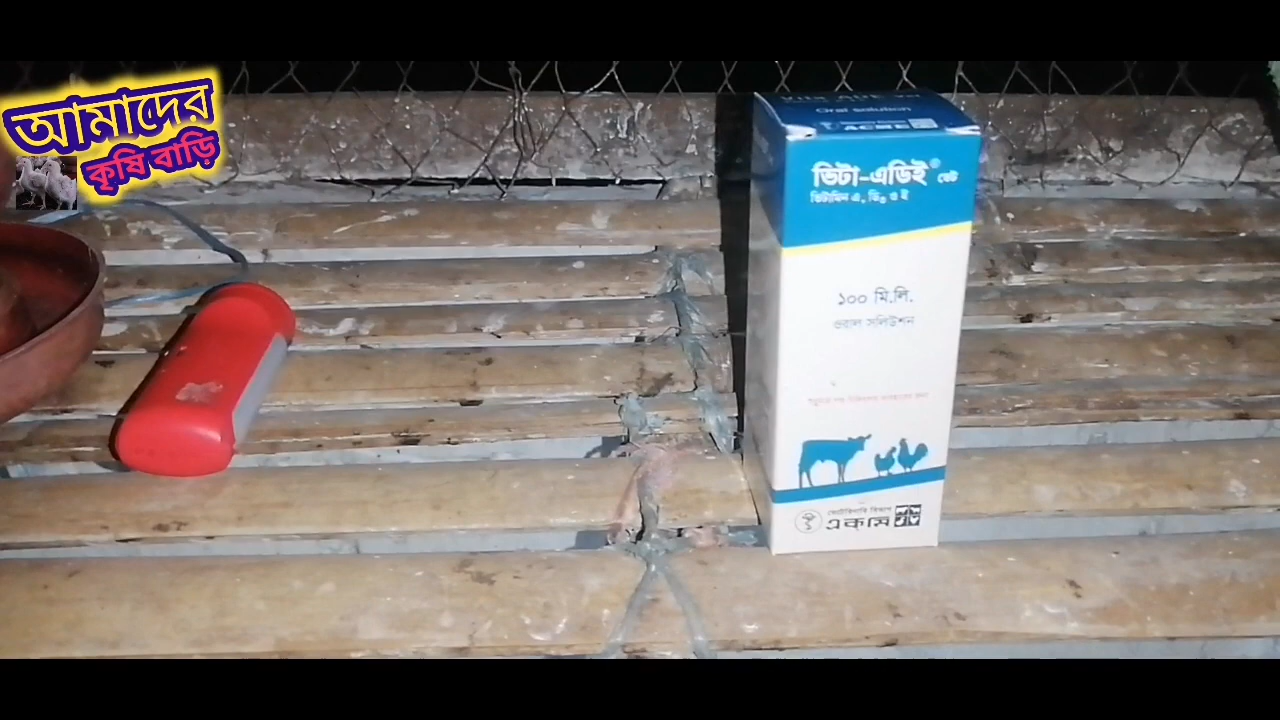 আমাদের
কৃষি বাড়ি
Oral solution
ACME
ভিটা-এডিই® ভেট
ভিটামিন এ, ডি৩ ও ই
১০০ মি.লি.
ওরাল সলিউশন
ভেটেরিনারি বিভাগ
একমি